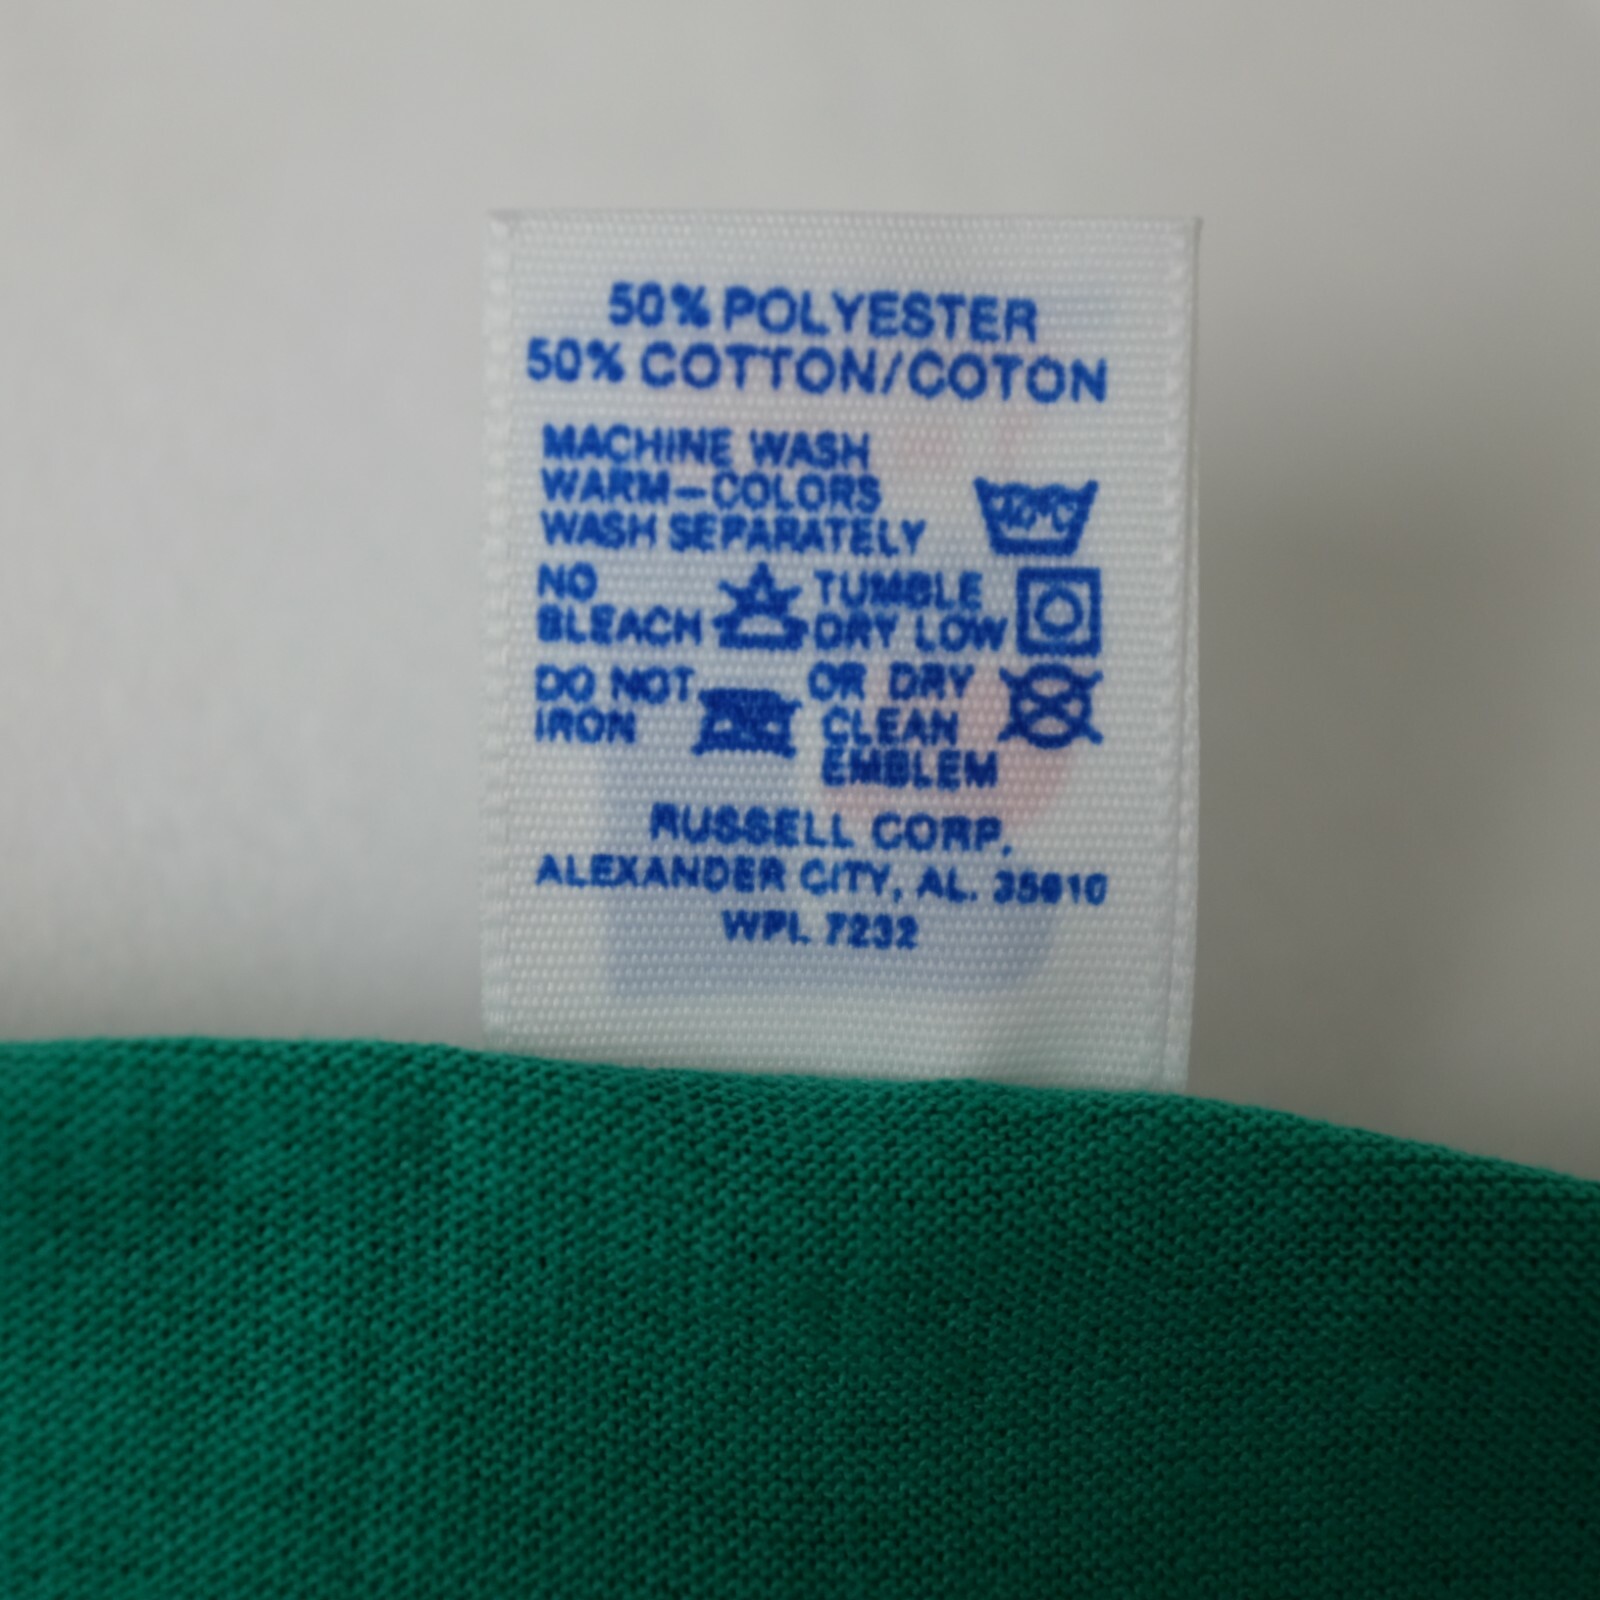 50% POLYESTER
50% COTTON/COTON
MACHINE WASH
WARM-COLORS
WASH SEPARATELY
NO
BLEACH
TUMBLE
DRY LOW
DO NOT
IRON
OR DRY
CLEAN
EMBLEM
RUSSELL CORP.
ALEXANDER CITY, AL. 35010
WPL 7232